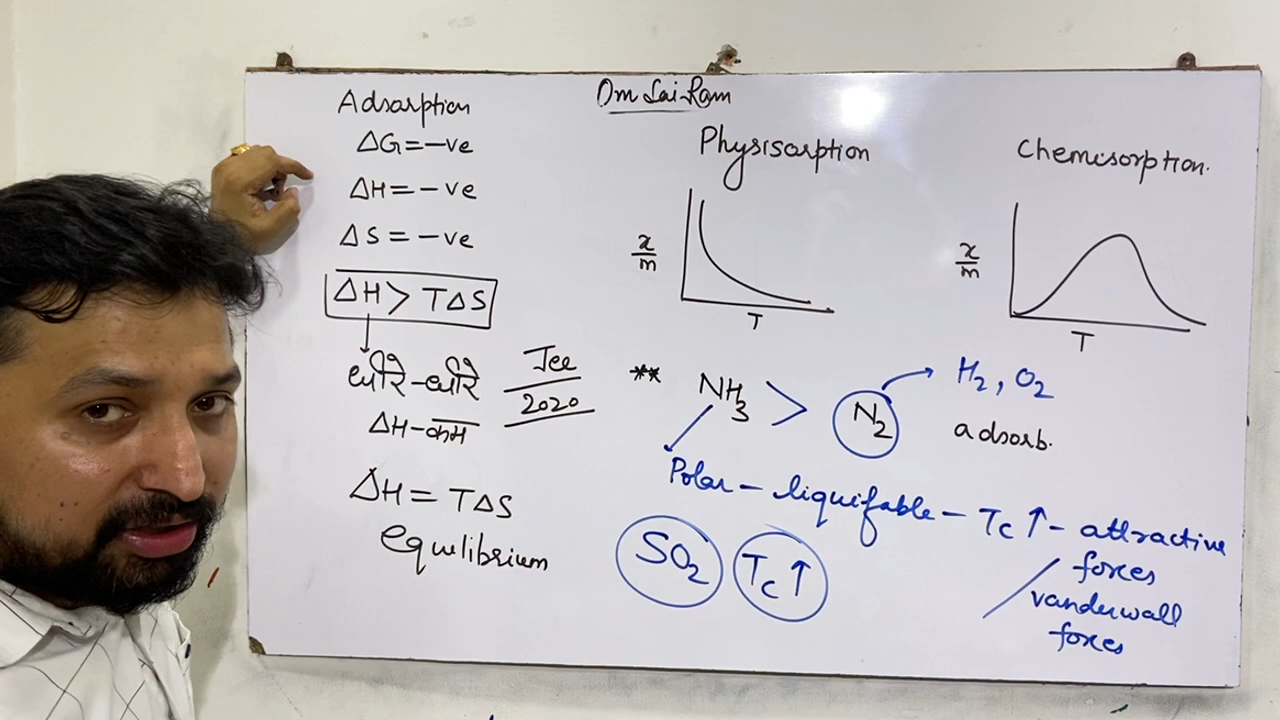 Om Sai Ram
Adsorption
ΔG = -ve
ΔH = -ve
ΔS = -ve
ΔH > TΔS
धीरे-धीरे
ΔH-कम
Jee
2020
ΔH = TΔS
Equilibrium
Physisorption
x/m
T
Chemisorption.
x/m
T
** NH3 > N2 → H2, O2
adsorb.
Polar - liquifable - Tc ↑ - attractive
forces
/ vanderwall
forces
SO2 Tc ↑